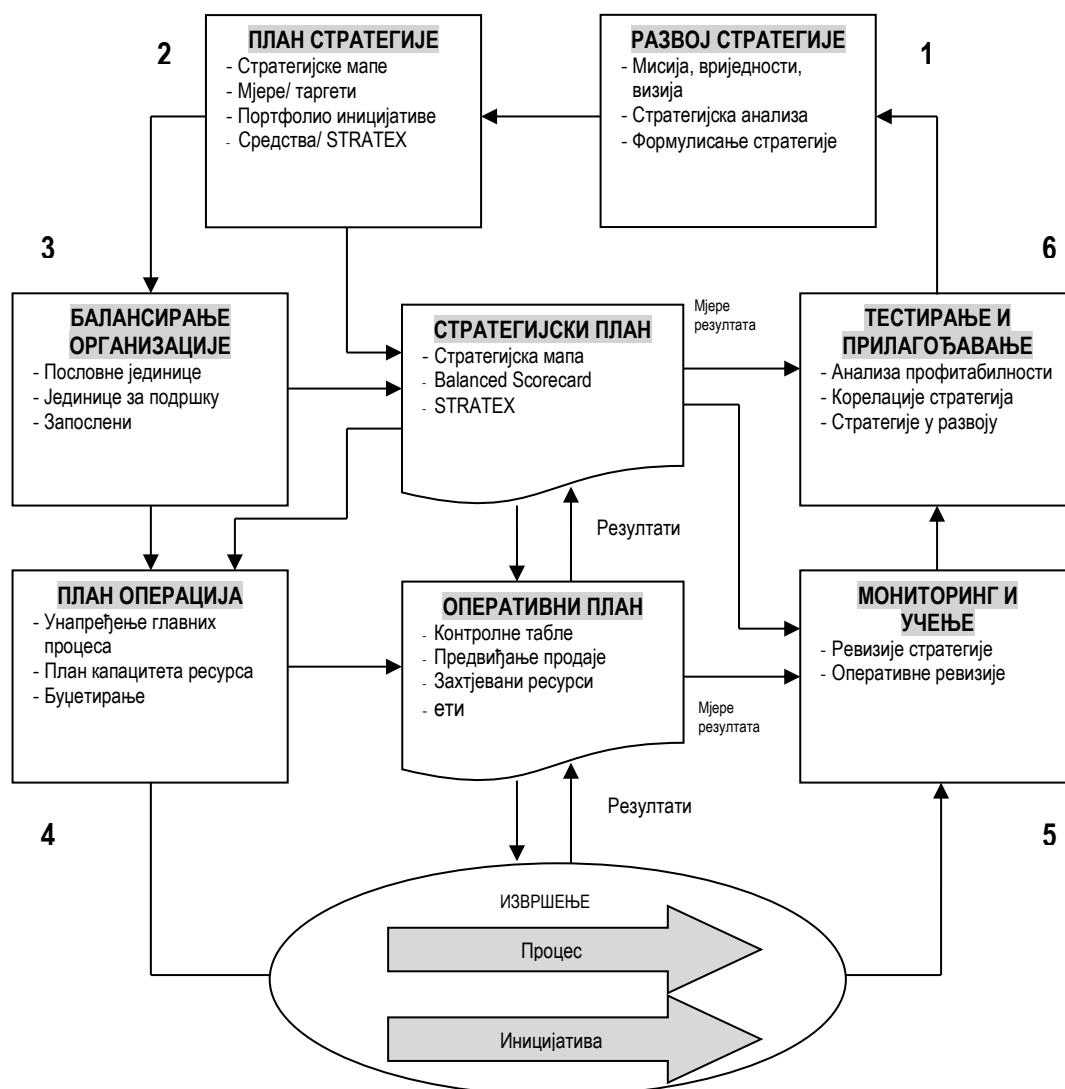 2
ПЛАН СТРАТЕГИЈЕ
- Стратегијске мапе
- Мјере/ таргети
- Портфолио иницијативе
- Средства/ STRATEX
РАЗВОЈ СТРАТЕГИЈЕ
- Мисија, вриједности,
визија
- Стратегијска анализа
- Формулисање стратегије
1
3
БАЛАНСИРАЊЕ
ОРГАНИЗАЦИЈЕ
- Пословне јединице
- Јединице за подршку
- Запослени
СТРАТЕГИЈСКИ ПЛАН
- Стратегијска мапа
- Balanced Scorecard
- STRATEX
Мјере
резултата
6
ТЕСТИРАЊЕ И
ПРИЛАГОЂАВАЊЕ
- Анализа профитабилности
- Корелације стратегија
- Стратегије у развоју
Резултати
ПЛАН ОПЕРАЦИЈА
- Унапређење главних
процеса
- План капацитета ресурса
- Буџетирање
ОПЕРАТИВНИ ПЛАН
- Контролне табле
- Предвиђање продаје
- Захтјевани ресурси
- ети
Мјере
резултата
МОНИТОРИНГ И
УЧЕЊЕ
- Ревизије стратегије
- Оперативне ревизије
Резултати
4
5
ИЗВРШЕЊЕ
Процес
Иницијатива